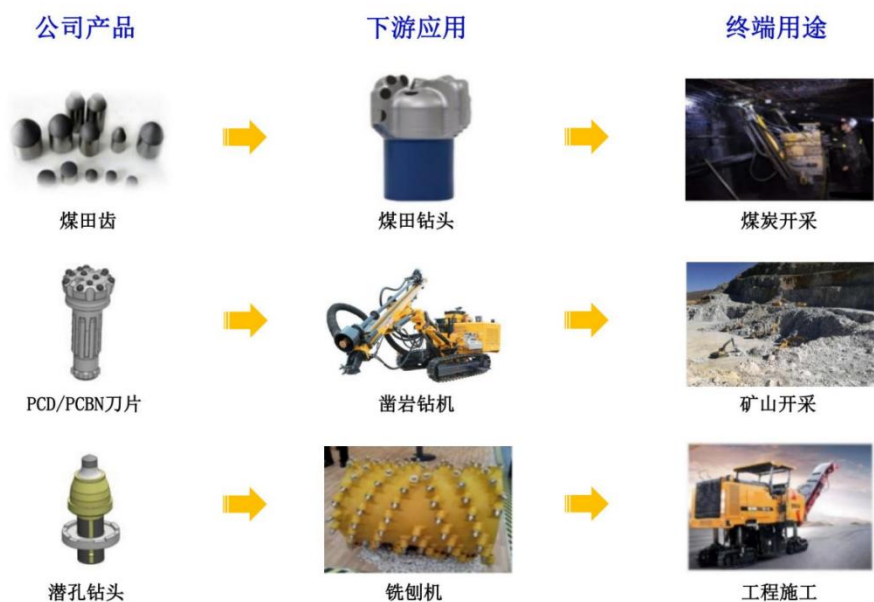 公司产品 下游应用 终端用途
煤田齿 煤田钻头 煤炭开采
PCD/PCBN刀片 凿岩钻机 矿山开采
潜孔钻头 铣刨机 工程施工